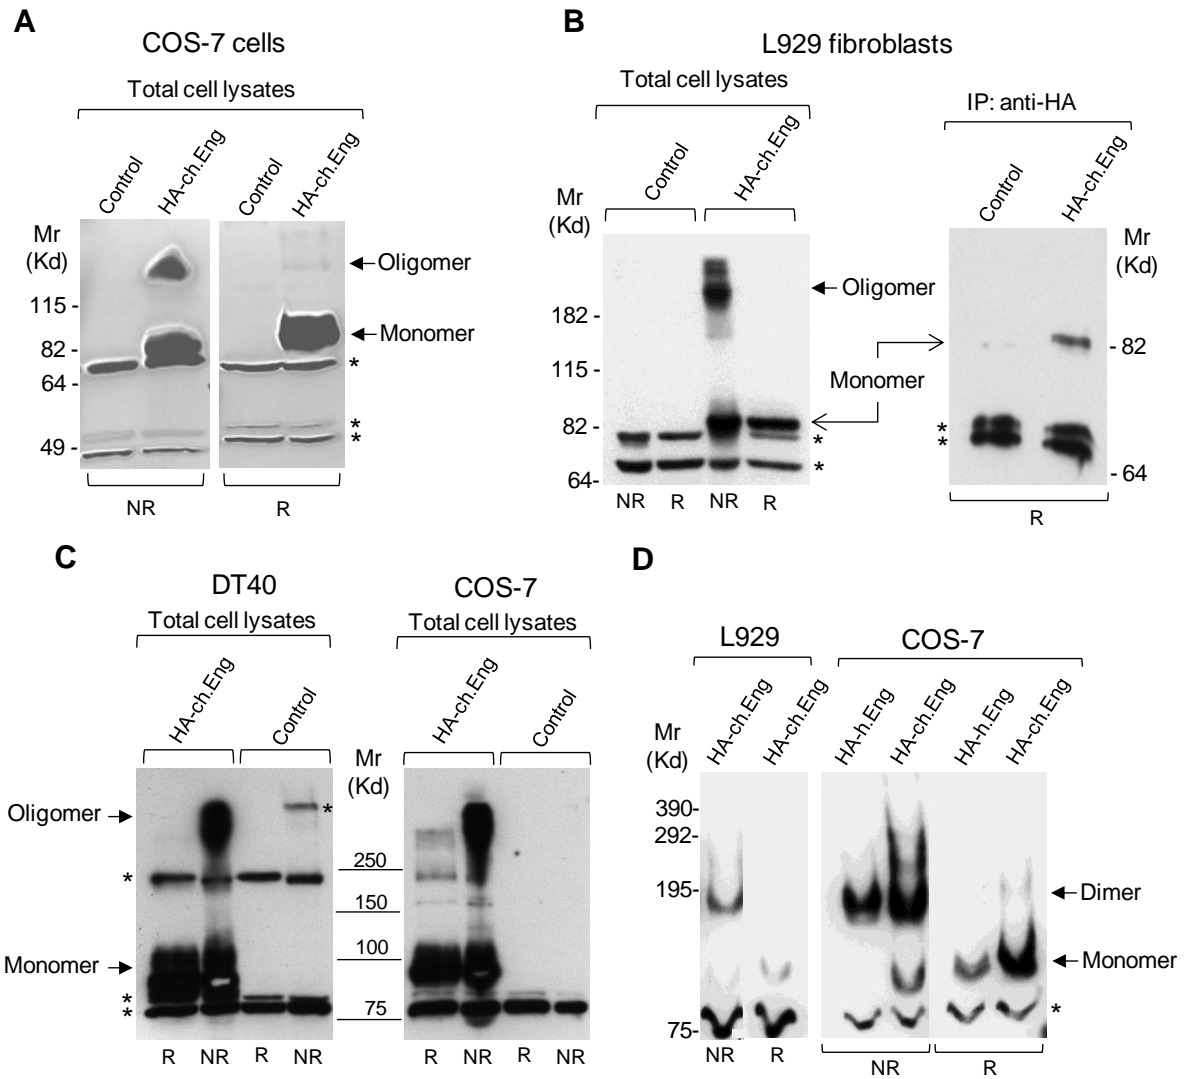 A
COS-7 cells
Total cell lysates
Control
HA-ch.Eng
Control
HA-ch.Eng
Mr
(Kd)
115 -
82 -
64 -
49 -
Oligomer
Monomer
*
*
*
NR
R
B
L929 fibroblasts
Total cell lysates
IP: anti-HA
Control
HA-ch.Eng
Control
HA-ch.Eng
Mr
(Kd)
Mr
(Kd)
182 -
115 -
82 -
64-
Oligomer
Monomer
*
*
*
*
- 82
- 64
NR
R
NR
R
R
C
DT40
COS-7
Total cell lysates
Total cell lysates
HA-ch.Eng
Control
HA-ch.Eng
Control
Mr
(Kd)
Oligomer
*
*
Monomer
*
*
250
150
100
75
R
NR
R
NR
R
NR
R
NR
D
L929
COS-7
HA-ch.Eng
HA-ch.Eng
HA-h.Eng
HA-ch.Eng
HA-h.Eng
HA-ch.Eng
Mr
(Kd)
390-
292-
195-
75-
Dimer
Monomer
*
NR
R
NR
R